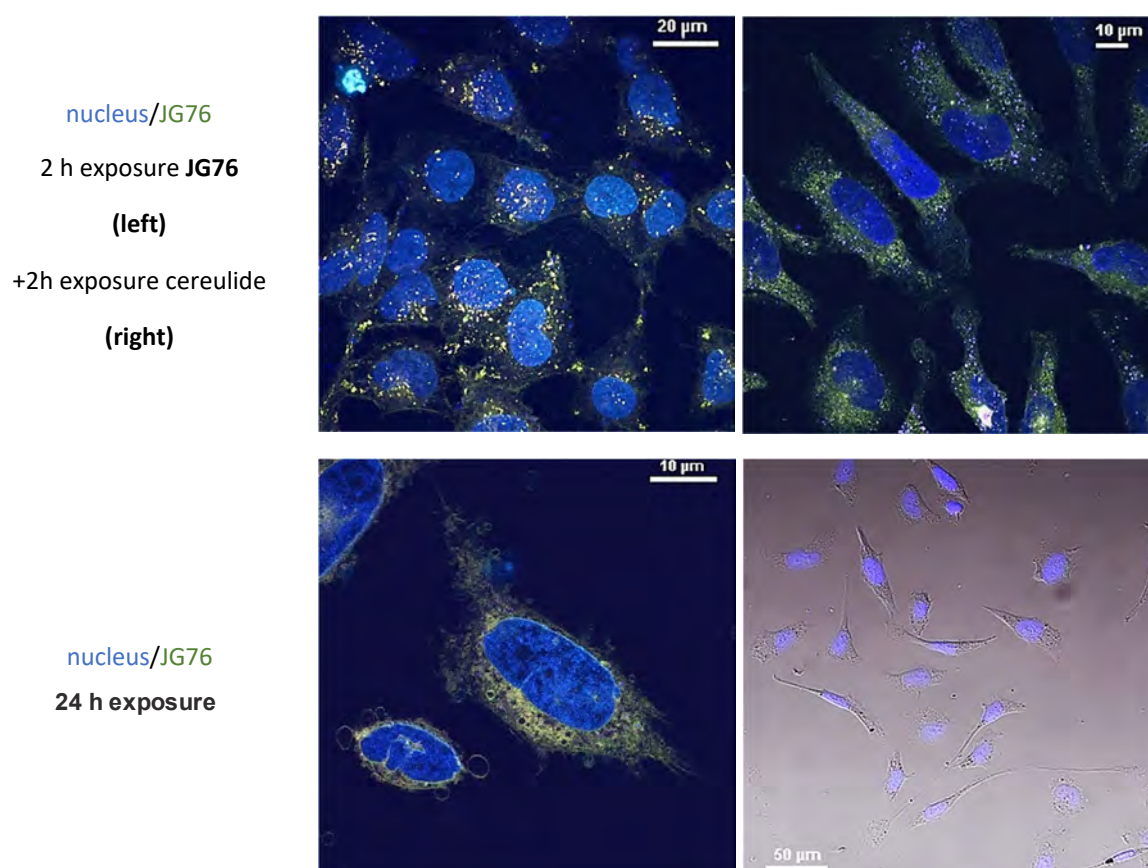 20 µm
10 µm
nucleus/JG76
2 h exposure JG76
(left)
+2h exposure cereulide
(right)
10 µm
nucleus/JG76
24 h exposure
50 µm